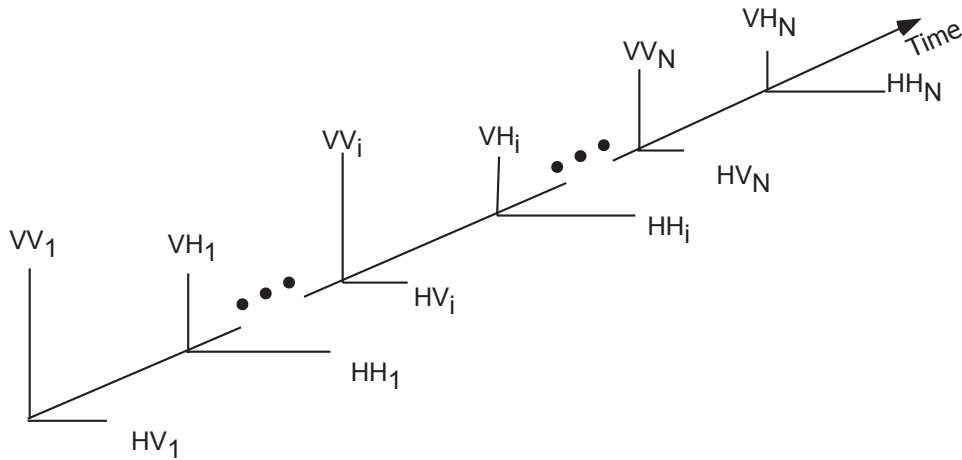 VH_N
Time
VV_N
HH_N
VV_i
VH_i
HV_N
HH_i
VV_1
VH_1
HV_i
HH_1
HV_1